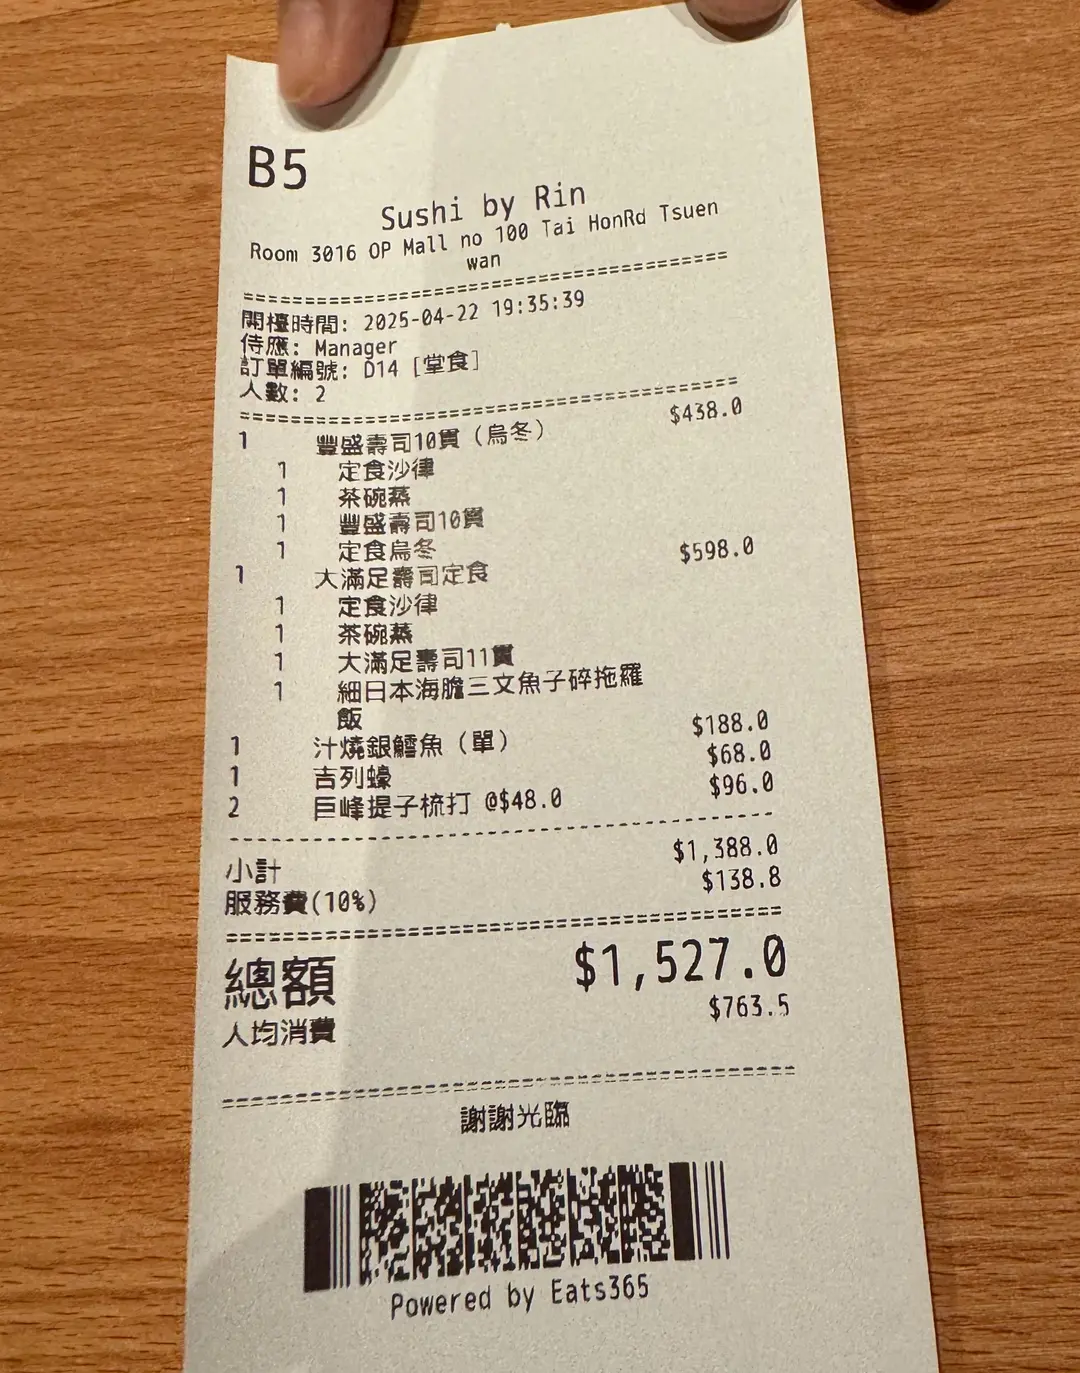 B5
Sushi by Rin
Room 3016 OP Mall no 100 Tai HonRd Tsuen
wan
開檯時間: 2025-04-22 19:35:39
侍應: Manager
訂單編號: D14 [堂食]
人數: 2
1 豐盛壽司10貫 (烏冬) $438.0
1 定食沙律
1 茶碗蒸
1 豐盛壽司10貫
1 定食烏冬
1 大滿足壽司定食 $598.0
1 定食沙律
1 茶碗蒸
1 大滿足壽司11貫
1 細日本海膽三文魚子碎拖羅
飯
1 汁燒銀鱈魚 (單) $188.0
1 吉列蠔 $68.0
2 巨峰提子梳打 @$48.0 $96.0
小計 $1,388.0
服務費(10%) $138.8
總額 $1,527.0
人均消費 $763.5
謝謝光臨
Powered by Eats365